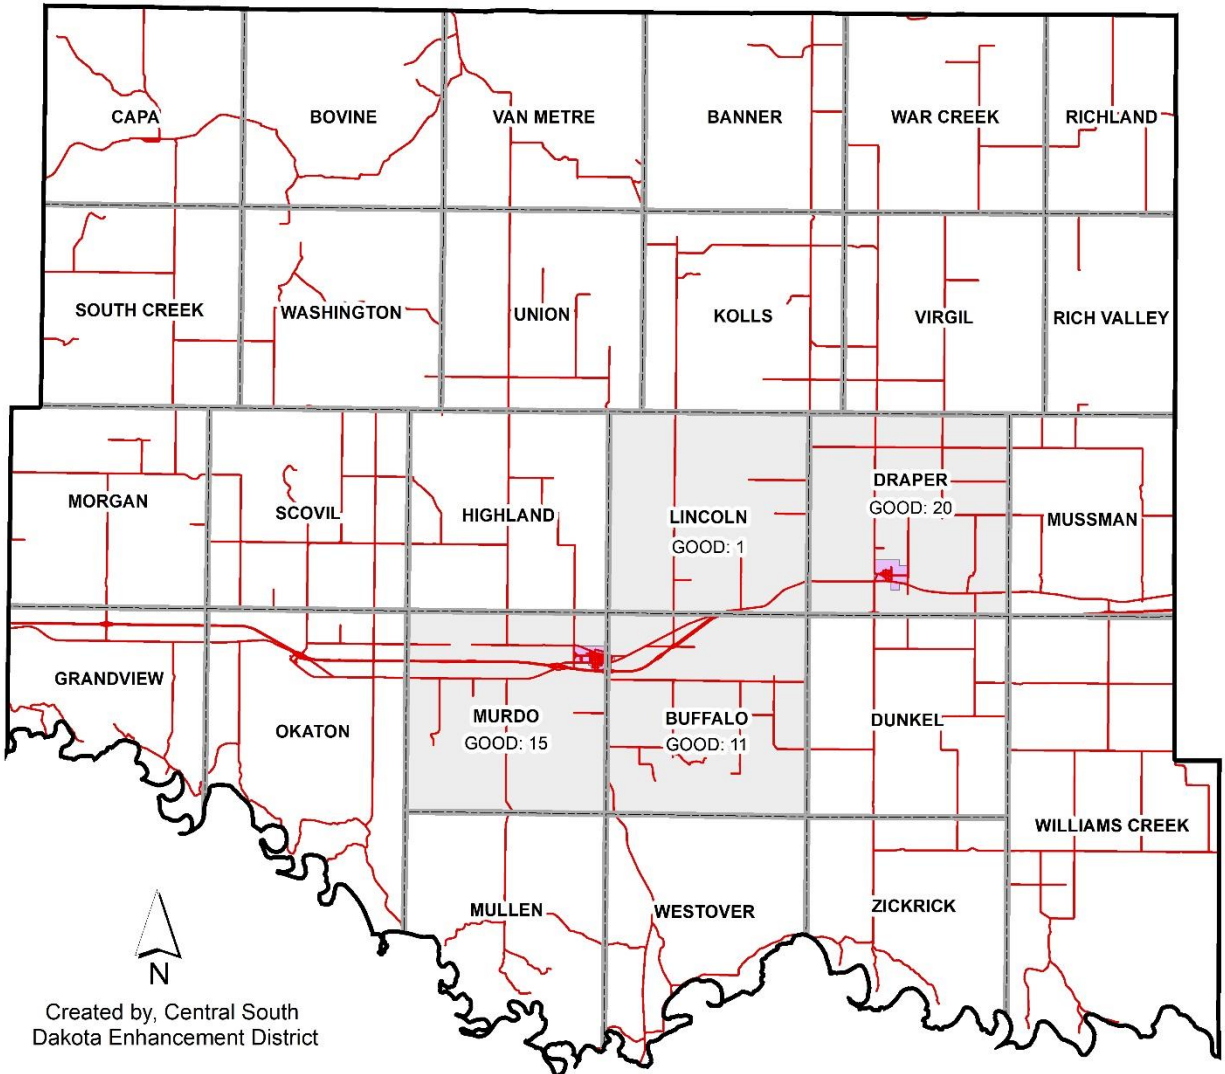 CAPA
BOVINE
VAN METRE
BANNER
WAR CREEK
RICHLAND
SOUTH CREEK
WASHINGTON
UNION
KOLLS
VIRGIL
RICH VALLEY
MORGAN
SCOVIL
HIGHLAND
LINCOLN
GOOD: 1
DRAPER
GOOD: 20
MUSSMAN
GRANDVIEW
OKATON
MURDO
GOOD: 15
BUFFALO
GOOD: 11
DUNKEL
WILLIAMS CREEK
MULLEN
WESTOVER
ZICKRICK
N
Created by, Central South
Dakota Enhancement District